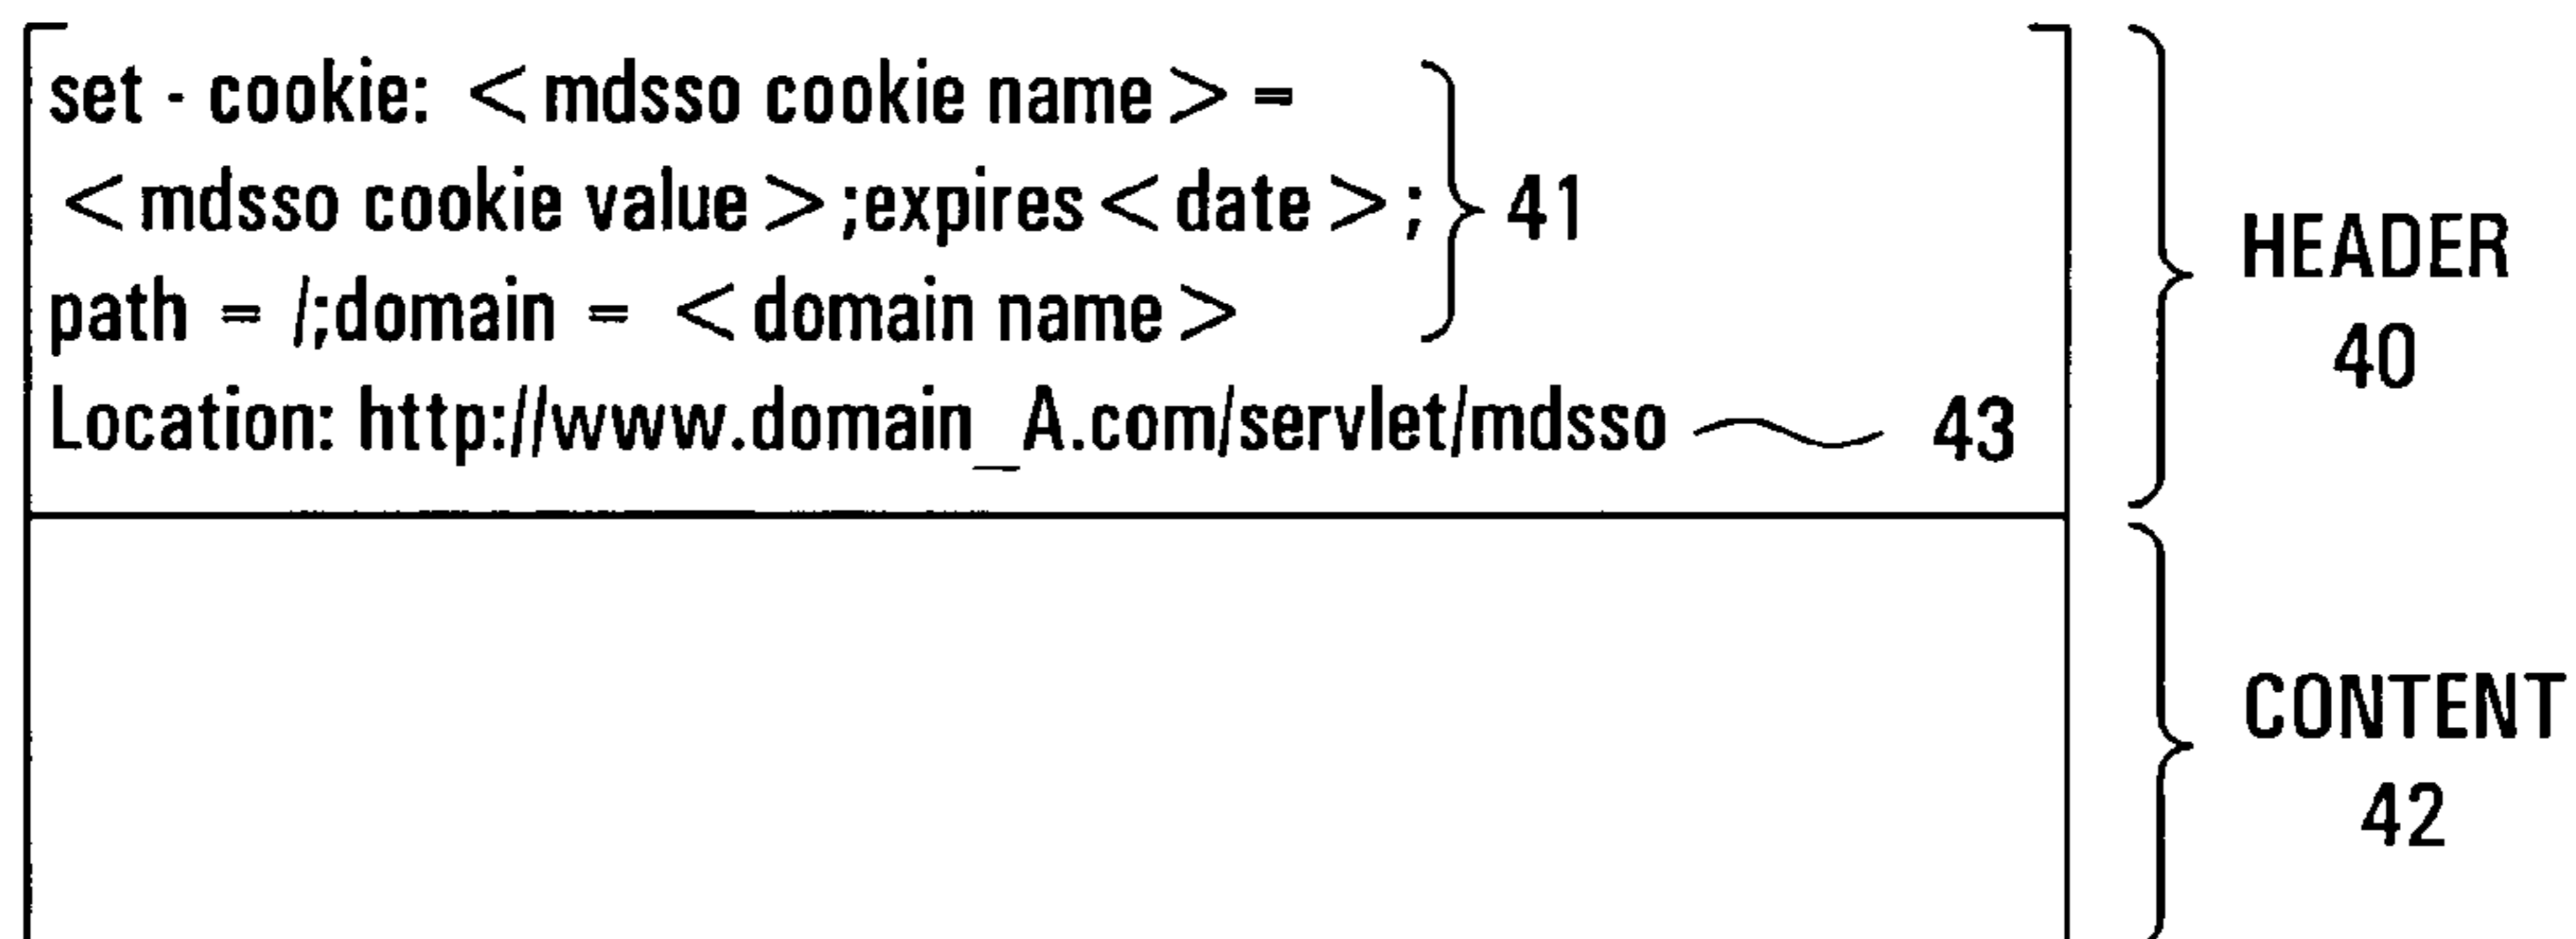 set - cookie: <mdsso cookie name> =
<mdsso cookie value>;expires<date>; 41
path = /;domain = <domain name>
Location: http://www.domain_A.com/servlet/mdsso 43
HEADER
40
CONTENT
42